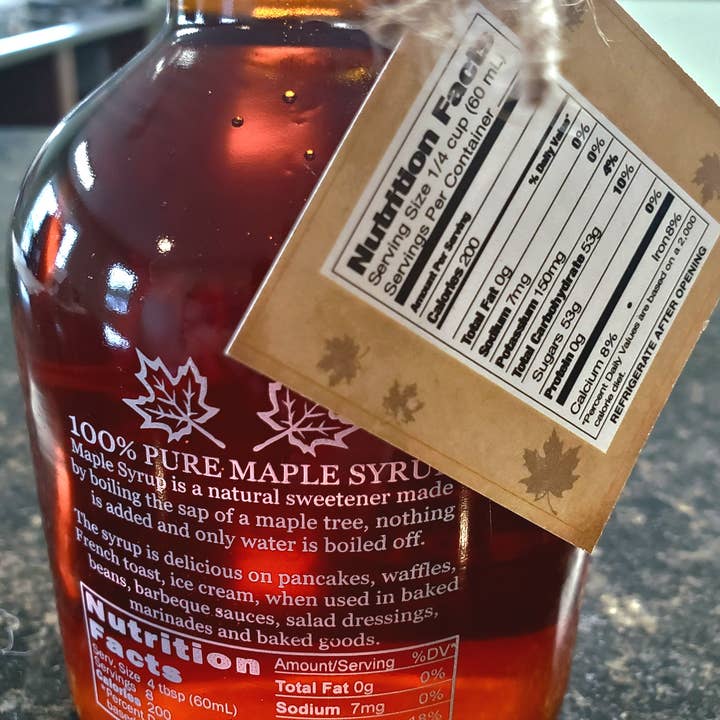 Nutrition Facts
Serving Size 1/4 cup (60 mL)
Servings Per Container
Amount Per Serving
Calories 200
% Daily Value*
Total Fat 0g 0%
Sodium 7mg 0%
Potassium 150mg 4%
Total Carbohydrate 53g 10%
Sugars 53g
Protein 0g 0%
Calcium 8% • Iron 8%
*Percent Daily Values are based on a 2,000
calorie diet.
REFRIGERATE AFTER OPENING
100% PURE MAPLE
Maple Syrup is a natural sweetener made
by boiling the sap of a maple tree, nothing
is added and only water is boiled off.
The syrup is delicious on pancakes, waffles,
French toast, ice cream, when used in baked
beans, barbeque sauces, salad dressings,
marinades and baked goods.
Nutrition
Facts
Serv. Size 4 tbsp (60mL)
Servings 8
Calories 200
*Percent
Amount/Serving %DV*
Total Fat 0g 0%
Sodium 7mg 0%